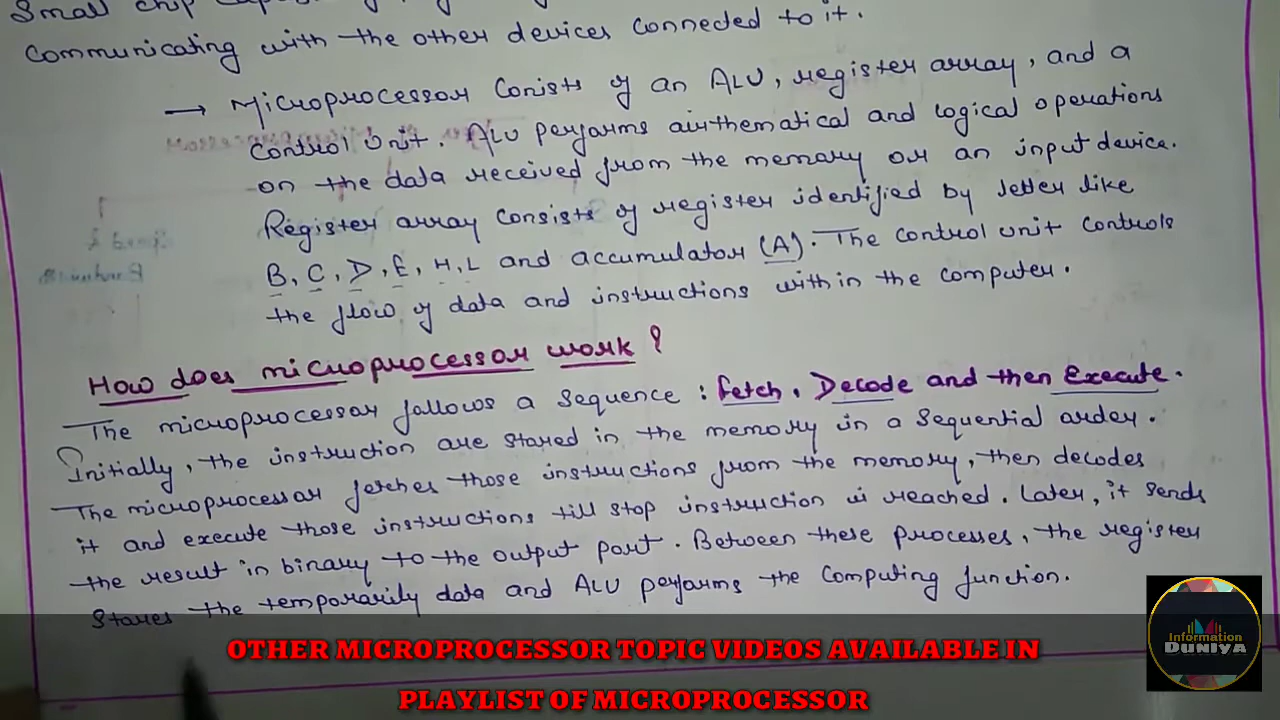 Small chip
Communicating with the other devices connected to it.
→ Microprocessor Conists of an ALU, register array, and a
Control Unit. ALU performs airthematical and logical operations
on the data received from the memory or an input device.
Register array consists of register identified by letter like
B, C, D, E, H, L and accumulator (A). The control unit controls
the flow of data and instructions within the computer.
How does microprocessor work?
The microprocessor follows a sequence : fetch, Decode and then Execute.
Initially, the instruction are stored in the memory in a sequential order.
The microprocessor fetches those instructions from the memory, then decodes
it and execute those instructions till stop instruction is reached. Later, it sends
the result in binary to the output port. Between these processes, the register
stores the temporarily data and ALU performs the computing function.
Information
DUNIYA
OTHER MICROPROCESSOR TOPIC VIDEOS AVAILABLE IN
PLAYLIST OF MICROPROCESSOR